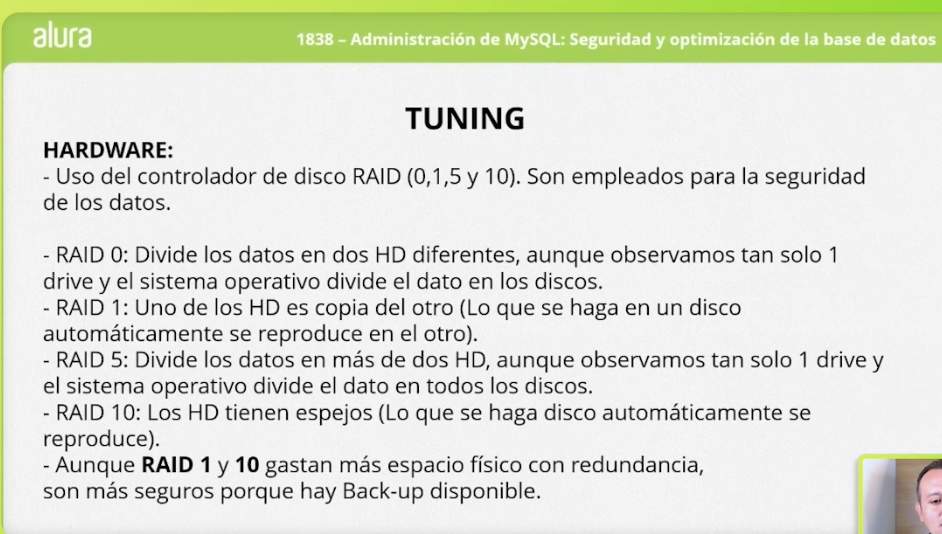 alura
1838 – Administración de MySQL: Seguridad y optimización de la base de datos
TUNING
HARDWARE:
- Uso del controlador de disco RAID (0,1,5 y 10). Son empleados para la seguridad
de los datos.
- RAID 0: Divide los datos en dos HD diferentes, aunque observamos tan solo 1
drive y el sistema operativo divide el dato en los discos.
- RAID 1: Uno de los HD es copia del otro (Lo que se haga en un disco
automáticamente se reproduce en el otro).
- RAID 5: Divide los datos en más de dos HD, aunque observamos tan solo 1 drive y
el sistema operativo divide el dato en todos los discos.
- RAID 10: Los HD tienen espejos (Lo que se haga disco automáticamente se
reproduce).
- Aunque RAID 1 y 10 gastan más espacio físico con redundancia,
son más seguros porque hay Back-up disponible.